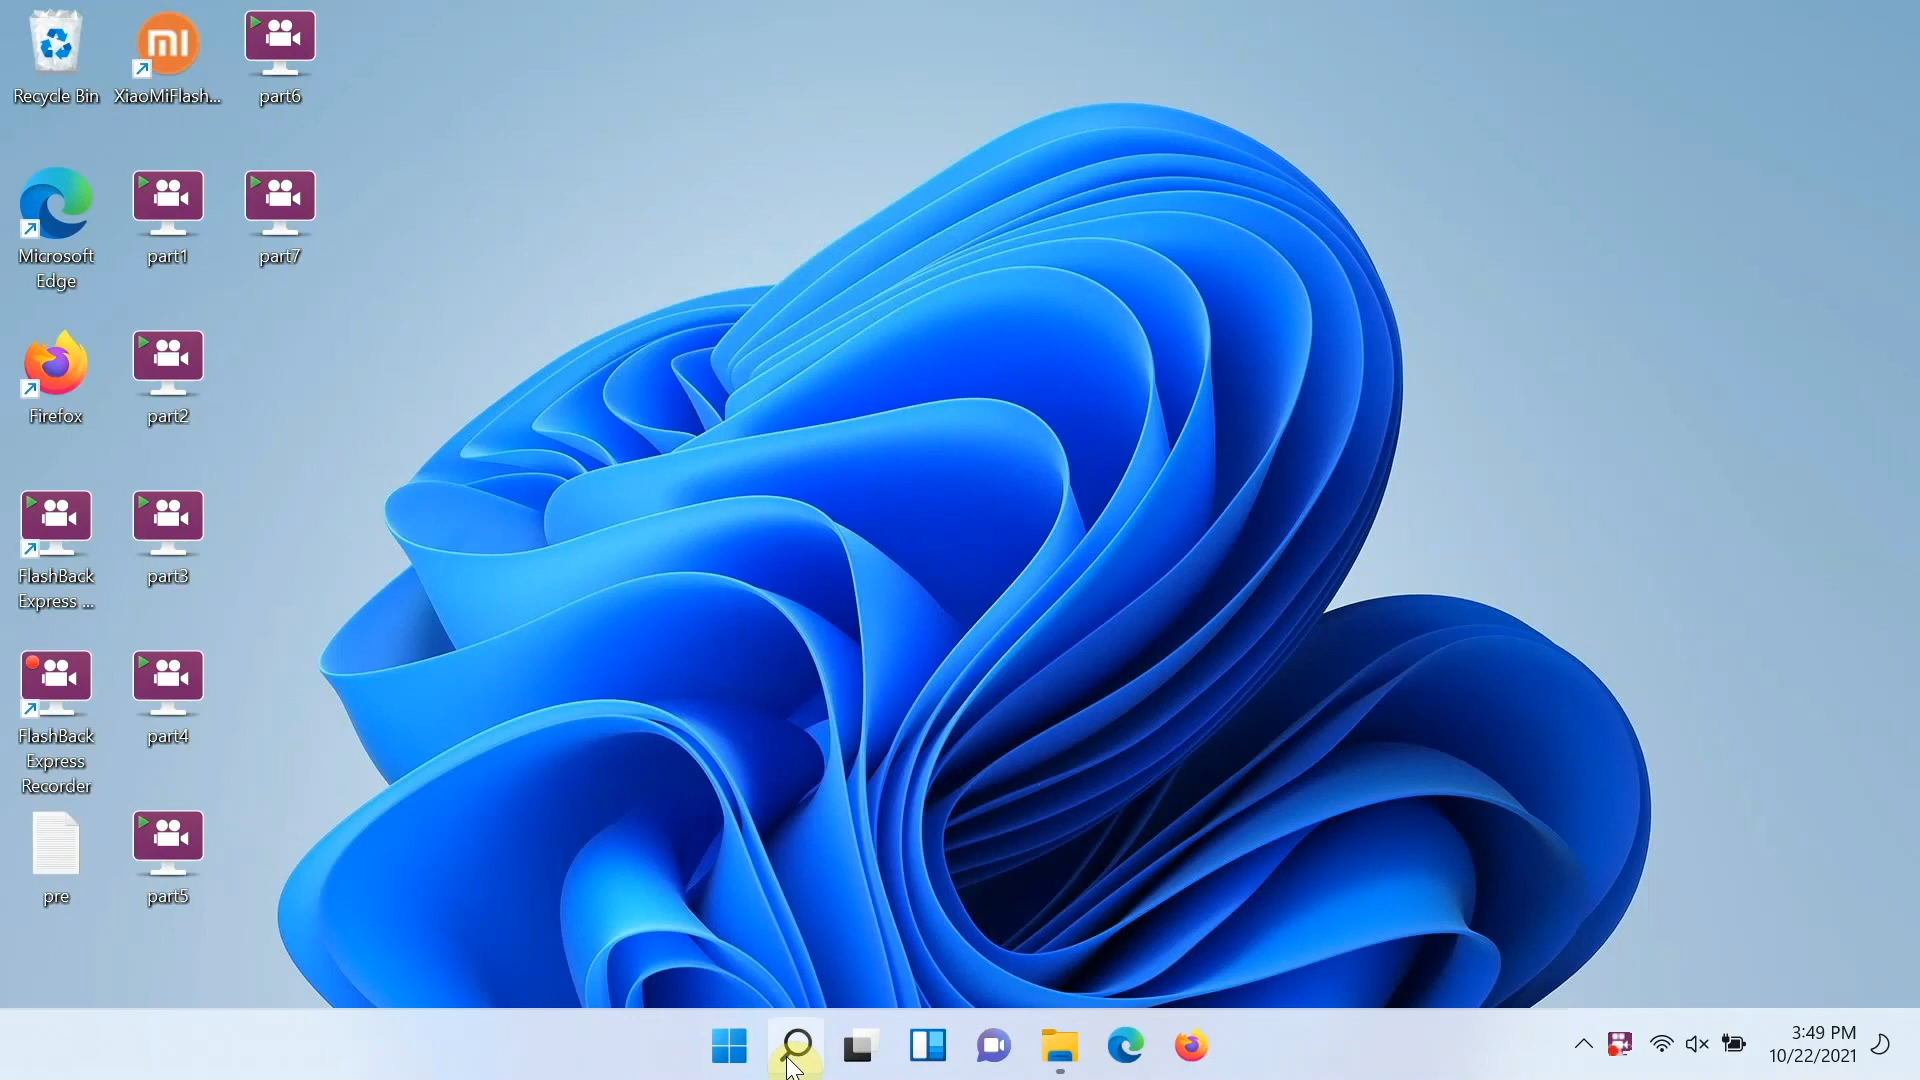 Recycle Bin
XiaoMiFlash...
part6
Microsoft
Edge
part1
part7
Firefox
part2
FlashBack
Express ...
part3
FlashBack
Express
Recorder
part4
pre
part5
3:49 PM
10/22/2021